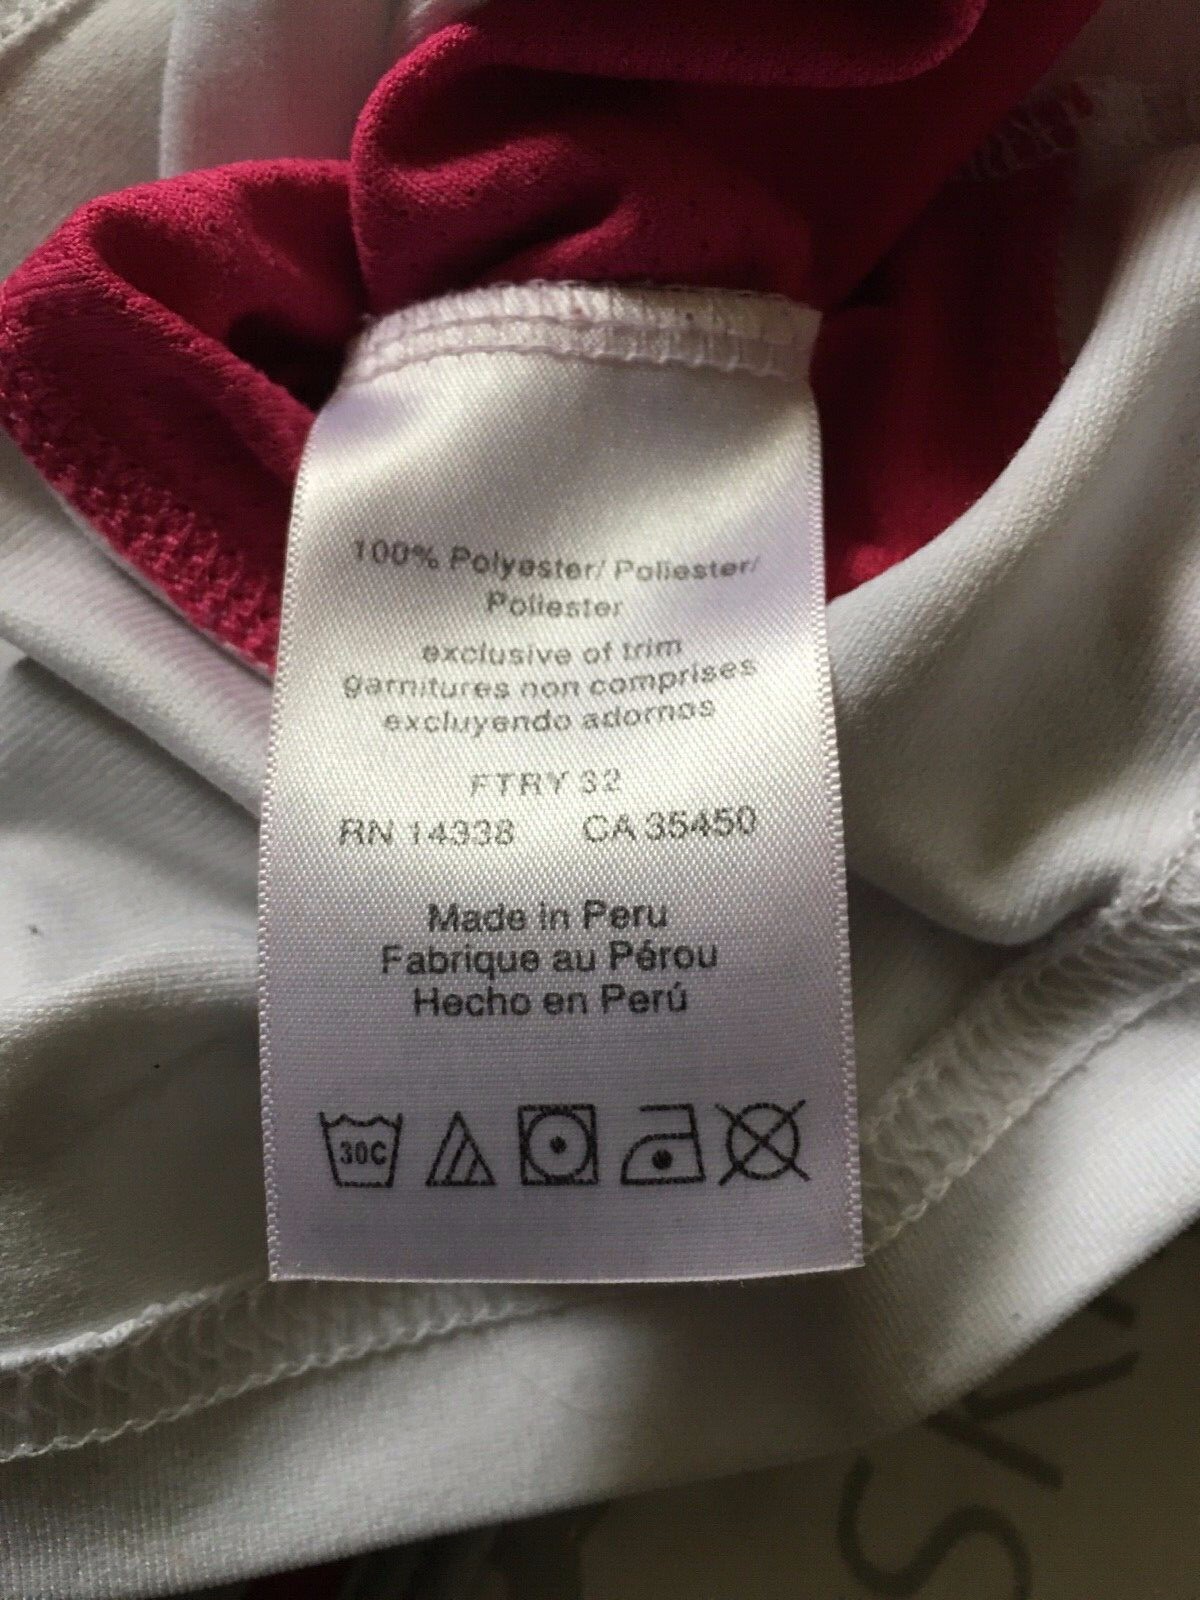 100% Polyester/ Poliester/
Poliester
exclusive of trim
garnitures non comprises
excluyendo adornos
FTRY 32
RN 14338 CA 35450
Made in Peru
Fabrique au Pérou
Hecho en Perú
30C